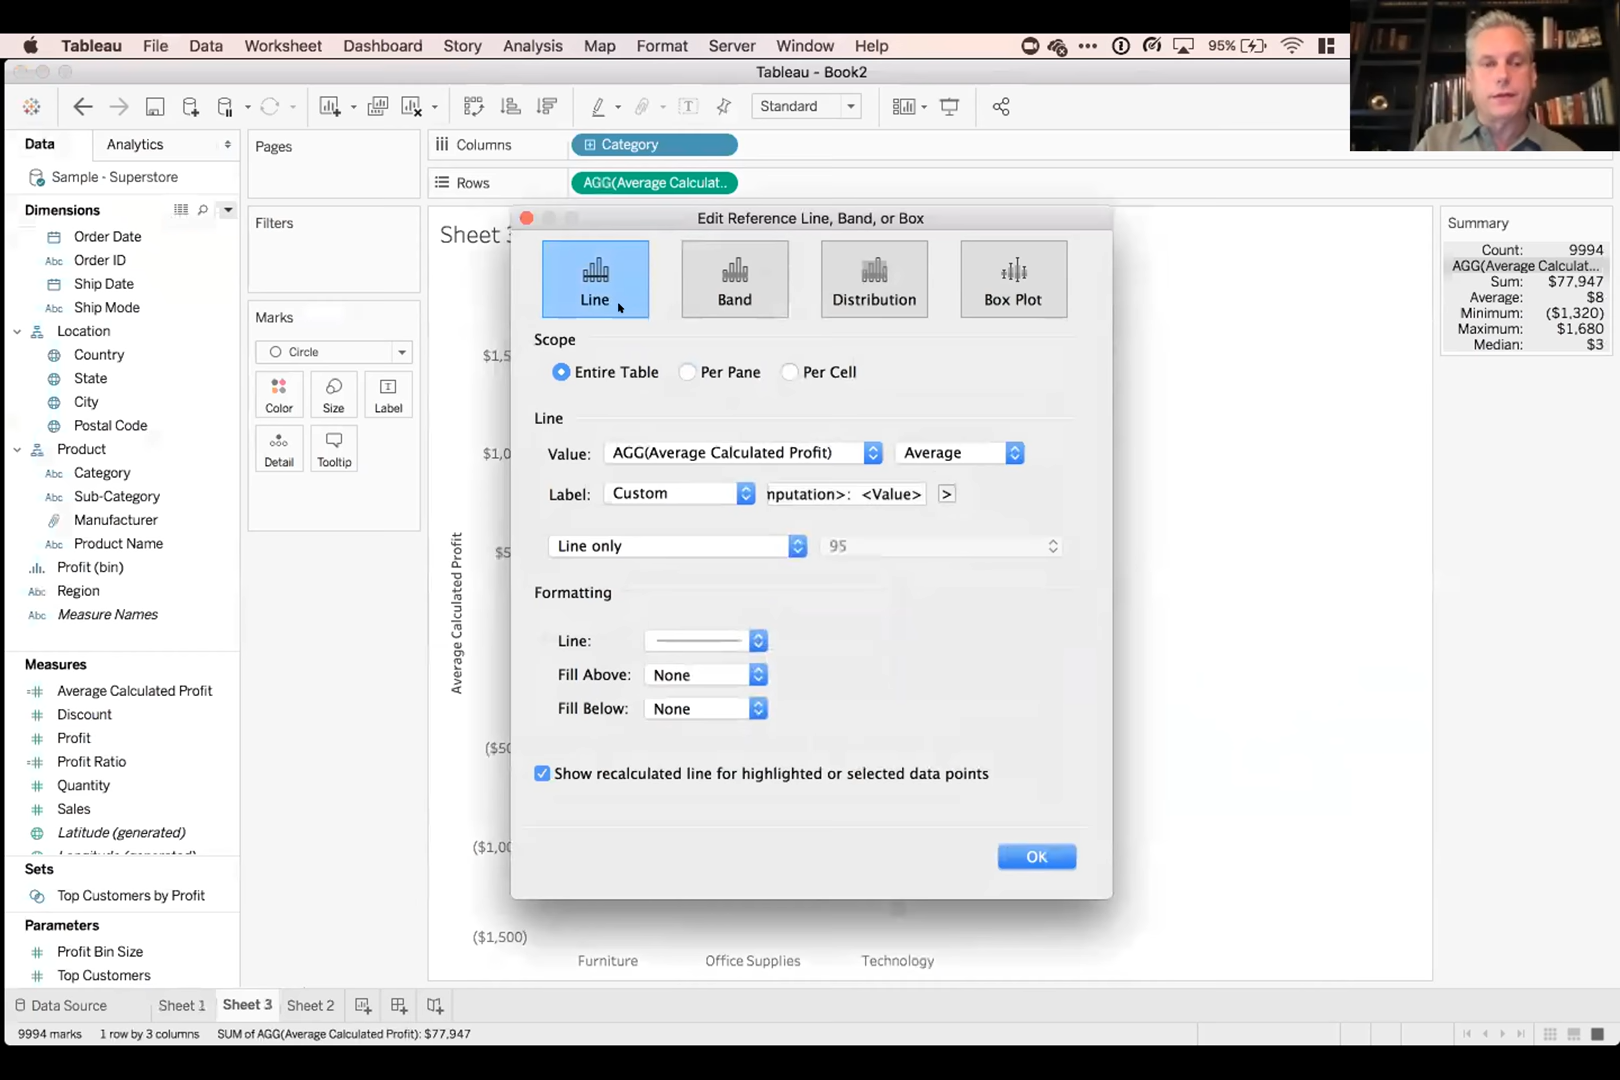 Tableau File Data Worksheet Dashboard Story Analysis Map Format Server Window Help 95%
Tableau - Book2
Standard
Data Analytics
Sample - Superstore
Dimensions
Order Date
Abc Order ID
Ship Date
Abc Ship Mode
Location
Country
State
City
Postal Code
Product
Abc Category
Abc Sub-Category
Manufacturer
Abc Product Name
Profit (bin)
Abc Region
Abc Measure Names
Measures
Average Calculated Profit
Discount
Profit
Profit Ratio
Quantity
Sales
Latitude (generated)
Sets
Top Customers by Profit
Parameters
Profit Bin Size
Top Customers
Pages
Filters
Marks
Circle
Color Size Label
Detail Tooltip
Columns Category
Rows AGG(Average Calculat..
Sheet 3
Average Calculated Profit
$1,5
$1,0
$5
($50
($1,00
($1,500)
Furniture Office Supplies Technology
Edit Reference Line, Band, or Box
Line Band Distribution Box Plot
Scope
Entire Table Per Pane Per Cell
Line
Value: AGG(Average Calculated Profit) Average
Label: Custom nputation>: <Value> >
Line only 95
Formatting
Line:
Fill Above: None
Fill Below: None
Show recalculated line for highlighted or selected data points
OK
Summary
Count: 9994
AGG(Average Calculat...
Sum: $77,947
Average: $8
Minimum: ($1,320)
Maximum: $1,680
Median: $3
Data Source Sheet 1 Sheet 3 Sheet 2
9994 marks 1 row by 3 columns SUM of AGG(Average Calculated Profit): $77,947